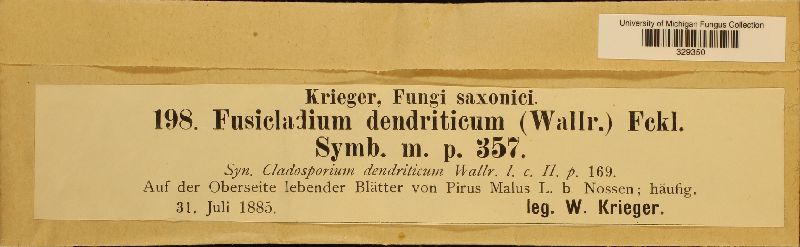 University of Michigan Fungus Collection
329350
Krieger, Fungi saxonici.
198. Fusicladium dendriticum (Wallr.) Fckl.
Symb. m. p. 357.
Syn. Cladosporium dendriticum Wallr. l. c. II. p. 169.
Auf der Oberseite lebender Blätter von Pirus Malus L. b Nossen; häufig.
31. Juli 1885. leg. W. Krieger.